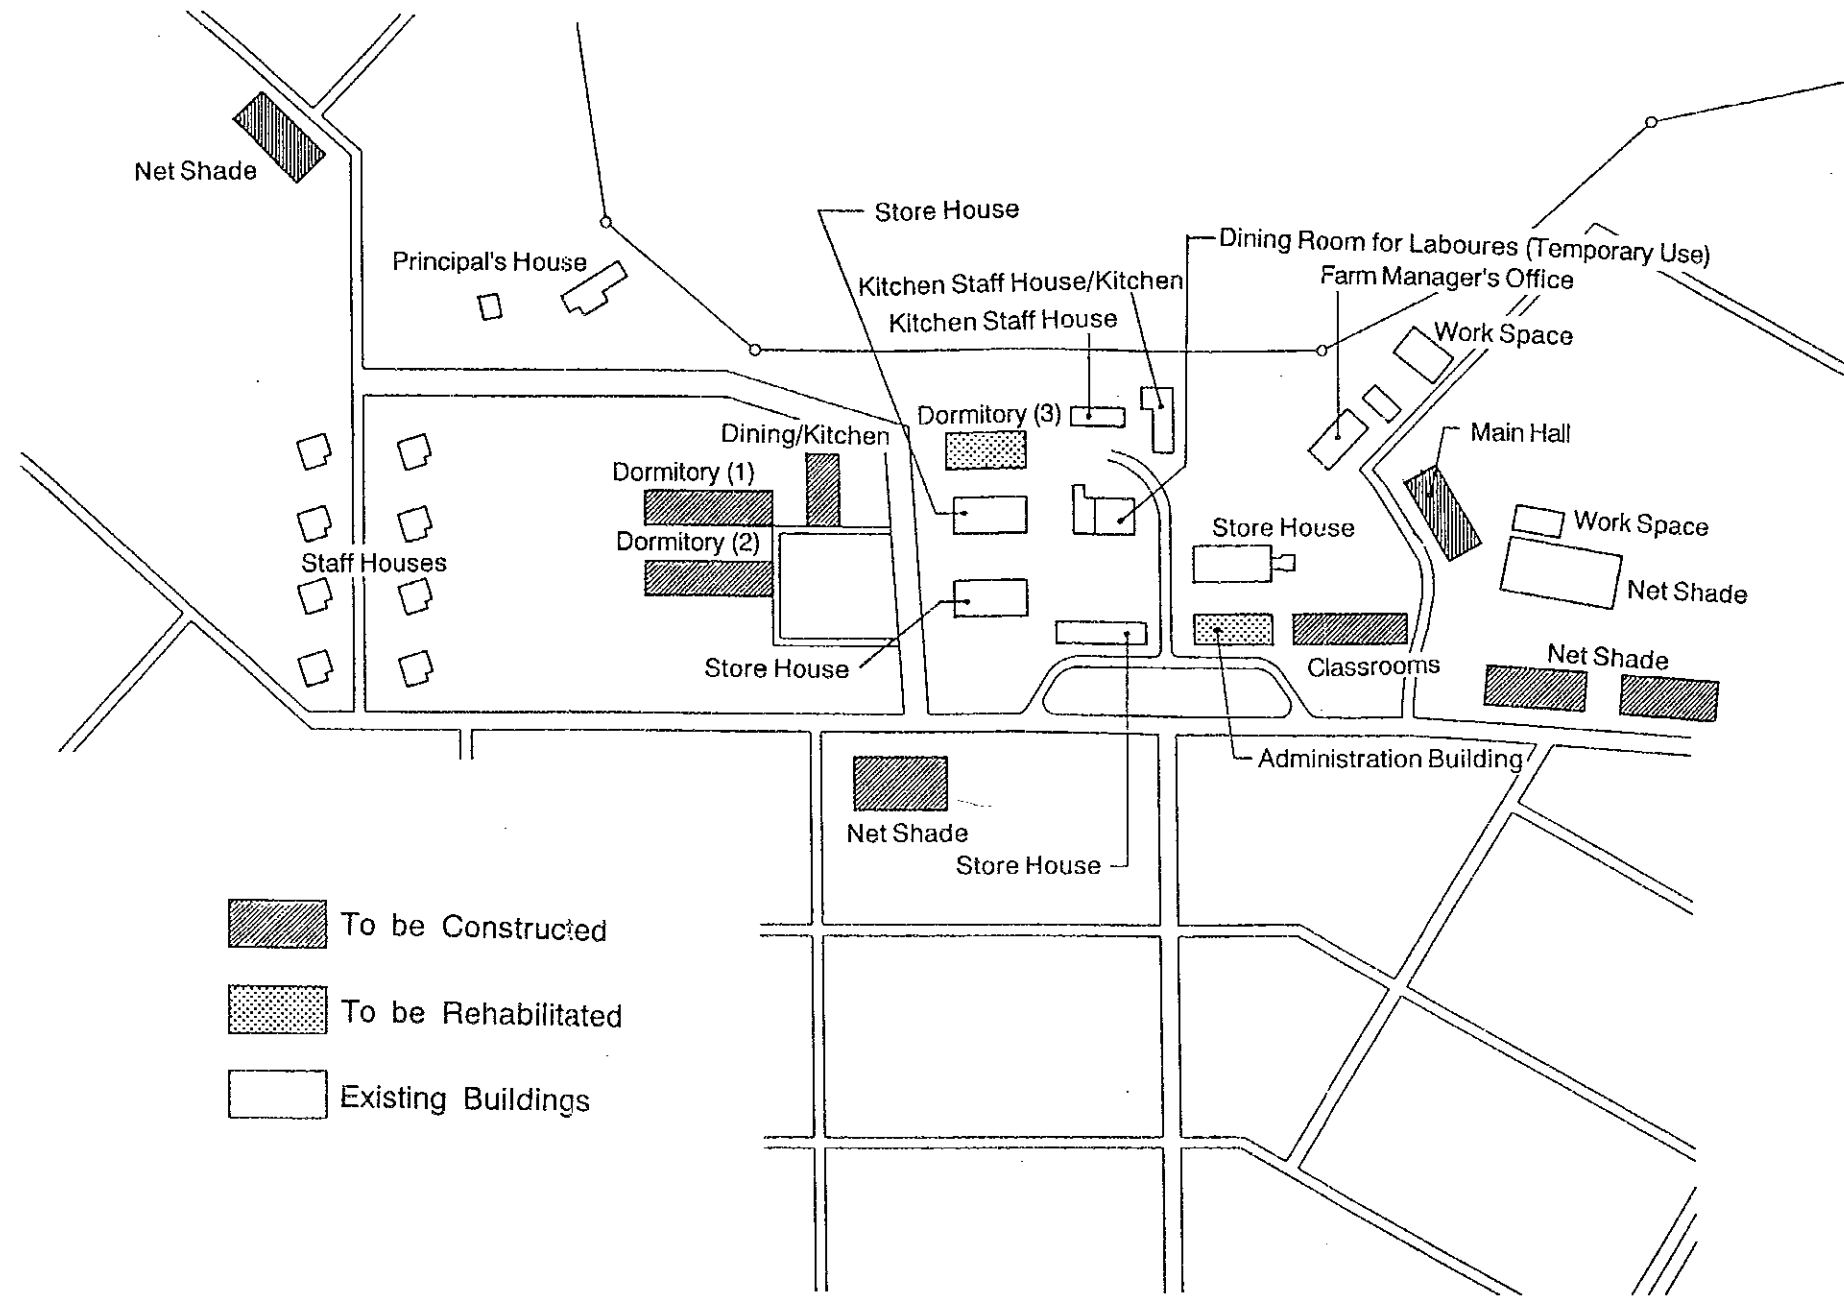 Net Shade
Store House
Dining Room for Laboures (Temporary Use)
Principal's House
Kitchen Staff House/Kitchen
Farm Manager's Office
Kitchen Staff House
Work Space
Dormitory (3)
Dining/Kitchen
Main Hall
Dormitory (1)
Store House
Work Space
Dormitory (2)
Staff Houses
Net Shade
Store House
Classrooms
Net Shade
Administration Building
Net Shade
Store House
To be Constructed
To be Rehabilitated
Existing Buildings